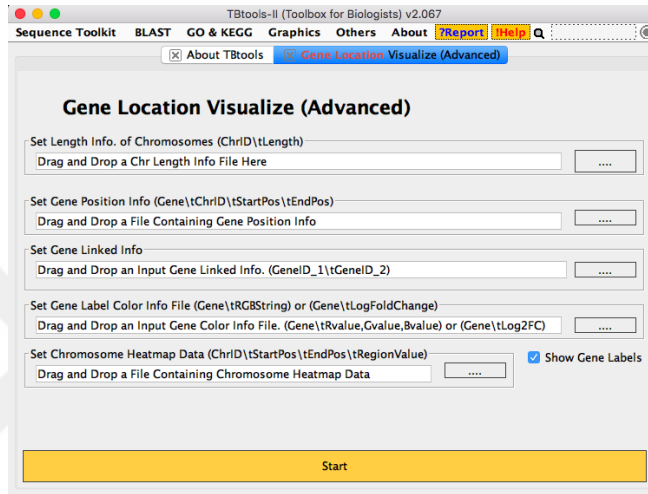 TBtools-II (Toolbox for Biologists) v2.067
Sequence Toolkit BLAST GO & KEGG Graphics Others About ?Report !Help
About TBtools Gene Location Visualize (Advanced)
Gene Location Visualize (Advanced)
Set Length Info. of Chromosomes (ChrID\tLength)
Drag and Drop a Chr Length Info File Here ....
Set Gene Position Info (Gene\tChrID\tStartPos\tEndPos)
Drag and Drop a File Containing Gene Position Info ....
Set Gene Linked Info
Drag and Drop an Input Gene Linked Info. (GeneID_1\tGeneID_2) ....
Set Gene Label Color Info File (Gene\tRGBString) or (Gene\tLogFoldChange)
Drag and Drop an Input Gene Color Info File. (Gene\tRvalue,Gvalue,Bvalue) or (Gene\tLog2FC) ....
Set Chromosome Heatmap Data (ChrID\tStartPos\tEndPos\tRegionValue)
Drag and Drop a File Containing Chromosome Heatmap Data .... Show Gene Labels
Start